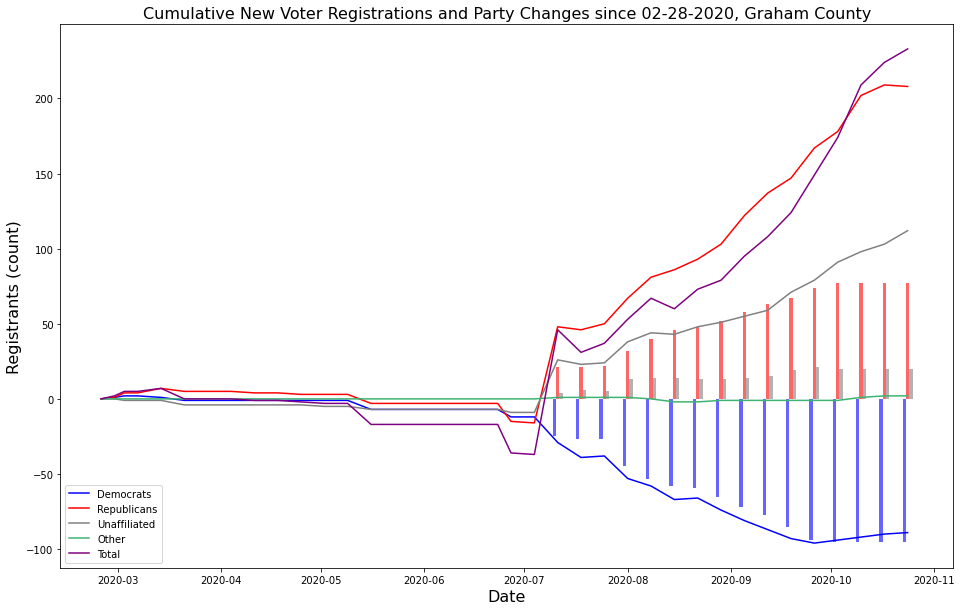 Cumulative New Voter Registrations and Party Changes since 02-28-2020, Graham County
Registrants (count)
200
150
100
50
0
−50
−100
Democrats
Republicans
Unaffiliated
Other
Total
2020-03 2020-04 2020-05 2020-06 2020-07 2020-08 2020-09 2020-10 2020-11
Date